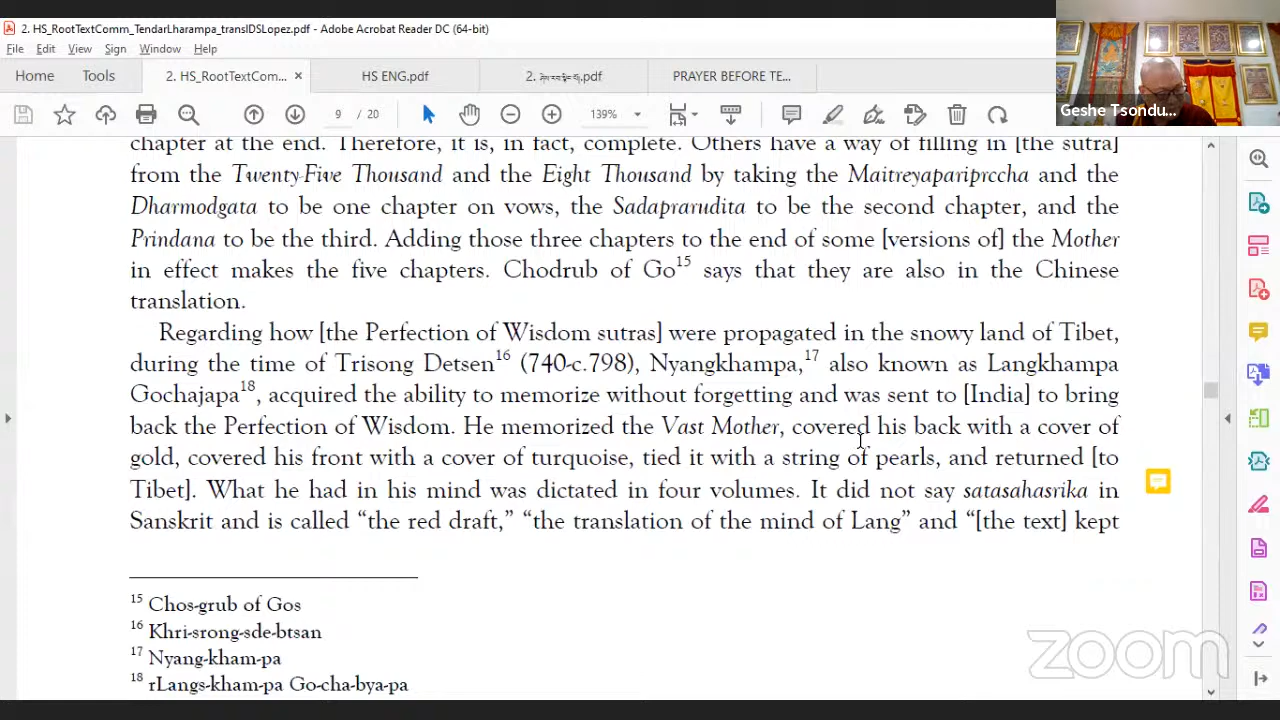 2. HS_RootTextComm_TendarLharampa_translDSLopez.pdf - Adobe Acrobat Reader DC (64-bit)
File Edit View Sign Window Help
Home Tools 2. HS_RootTextCom... × HS ENG.pdf PRAYER BEFORE TE...
9 / 20 139%
Geshe Tsondu...
chapter at the end. Therefore, it is, in fact, complete. Others have a way of filling in [the sutra]
from the Twenty-Five Thousand and the Eight Thousand by taking the Maitreyapariprccha and the
Dharmodgata to be one chapter on vows, the Sadaprarudita to be the second chapter, and the
Prindana to be the third. Adding those three chapters to the end of some [versions of] the Mother
in effect makes the five chapters. Chodrub of Go15 says that they are also in the Chinese
translation.
Regarding how [the Perfection of Wisdom sutras] were propagated in the snowy land of Tibet,
during the time of Trisong Detsen16 (740-c.798), Nyangkhampa,17 also known as Langkhampa
Gochajapa18, acquired the ability to memorize without forgetting and was sent to [India] to bring
back the Perfection of Wisdom. He memorized the Vast Mother, covered his back with a cover of
gold, covered his front with a cover of turquoise, tied it with a string of pearls, and returned [to
Tibet]. What he had in his mind was dictated in four volumes. It did not say satasahasrika in
Sanskrit and is called “the red draft,” “the translation of the mind of Lang” and “[the text] kept
15 Chos-grub of Gos
16 Khri-srong-sde-btsan
17 Nyang-kham-pa
18 rLangs-kham-pa Go-cha-bya-pa
zoom